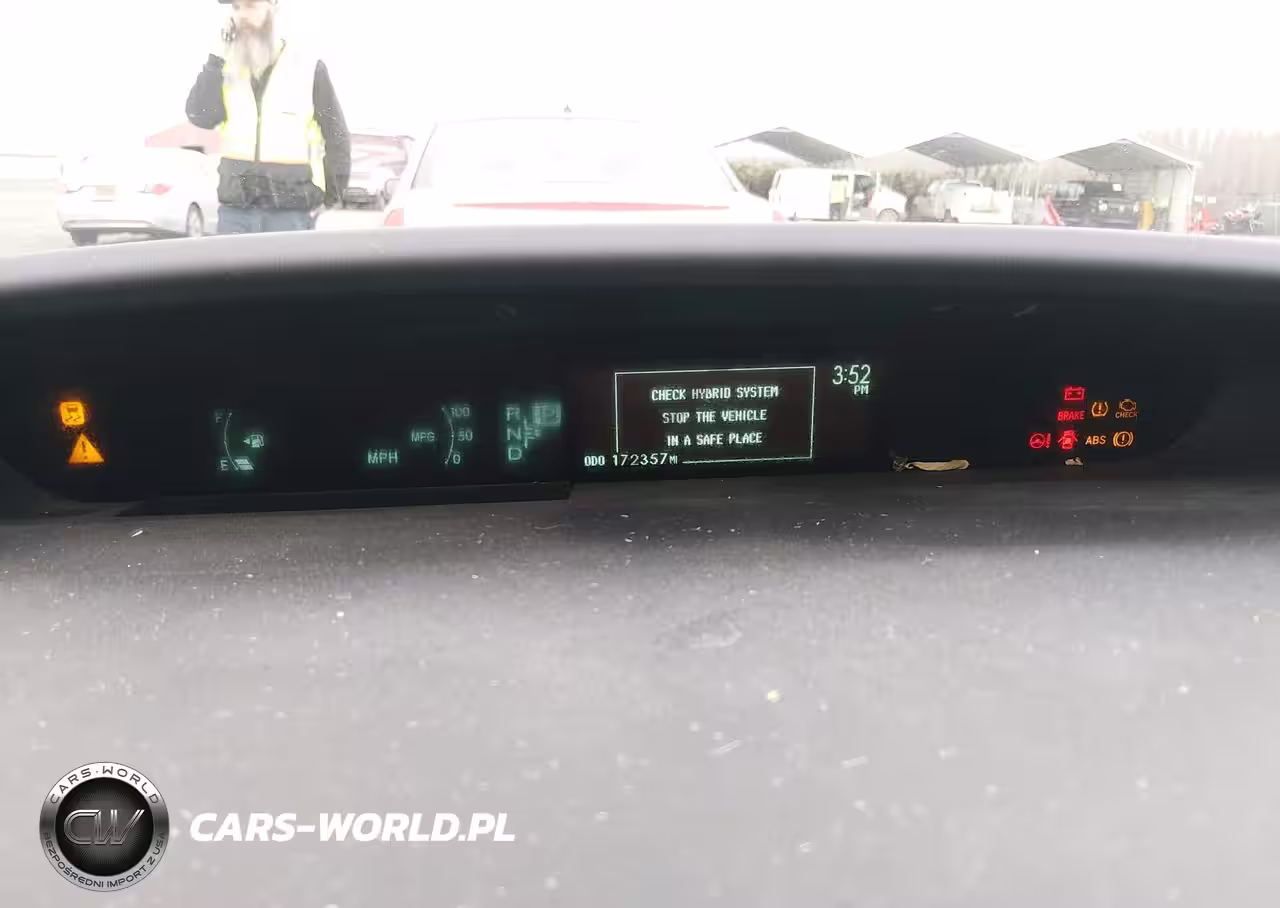 3:52
PM
CHECK HYBRID SYSTEM
STOP THE VEHICLE
IN A SAFE PLACE
ODO 172357 MI
F
E
MPH
MPG
100
50
0
R
N
D
P
BRAKE
CHECK
ABS
CARS-WORLD
CW
BEZPOŚREDNI IMPORT Z USA
CARS-WORLD.PL